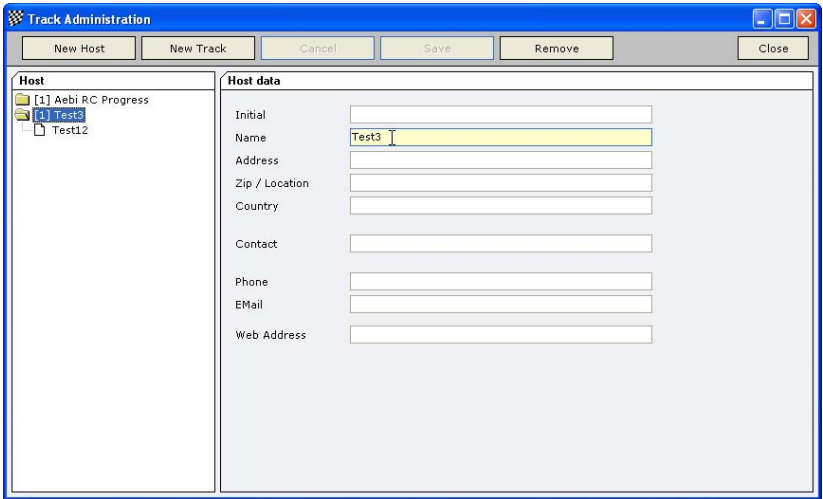 Track Administration
New Host New Track Cancel Save Remove Close
Host
[1] Aebi RC Progress
[1] Test3
Test12
Host data
Initial
Name Test3
Address
Zip / Location
Country
Contact
Phone
EMail
Web Address